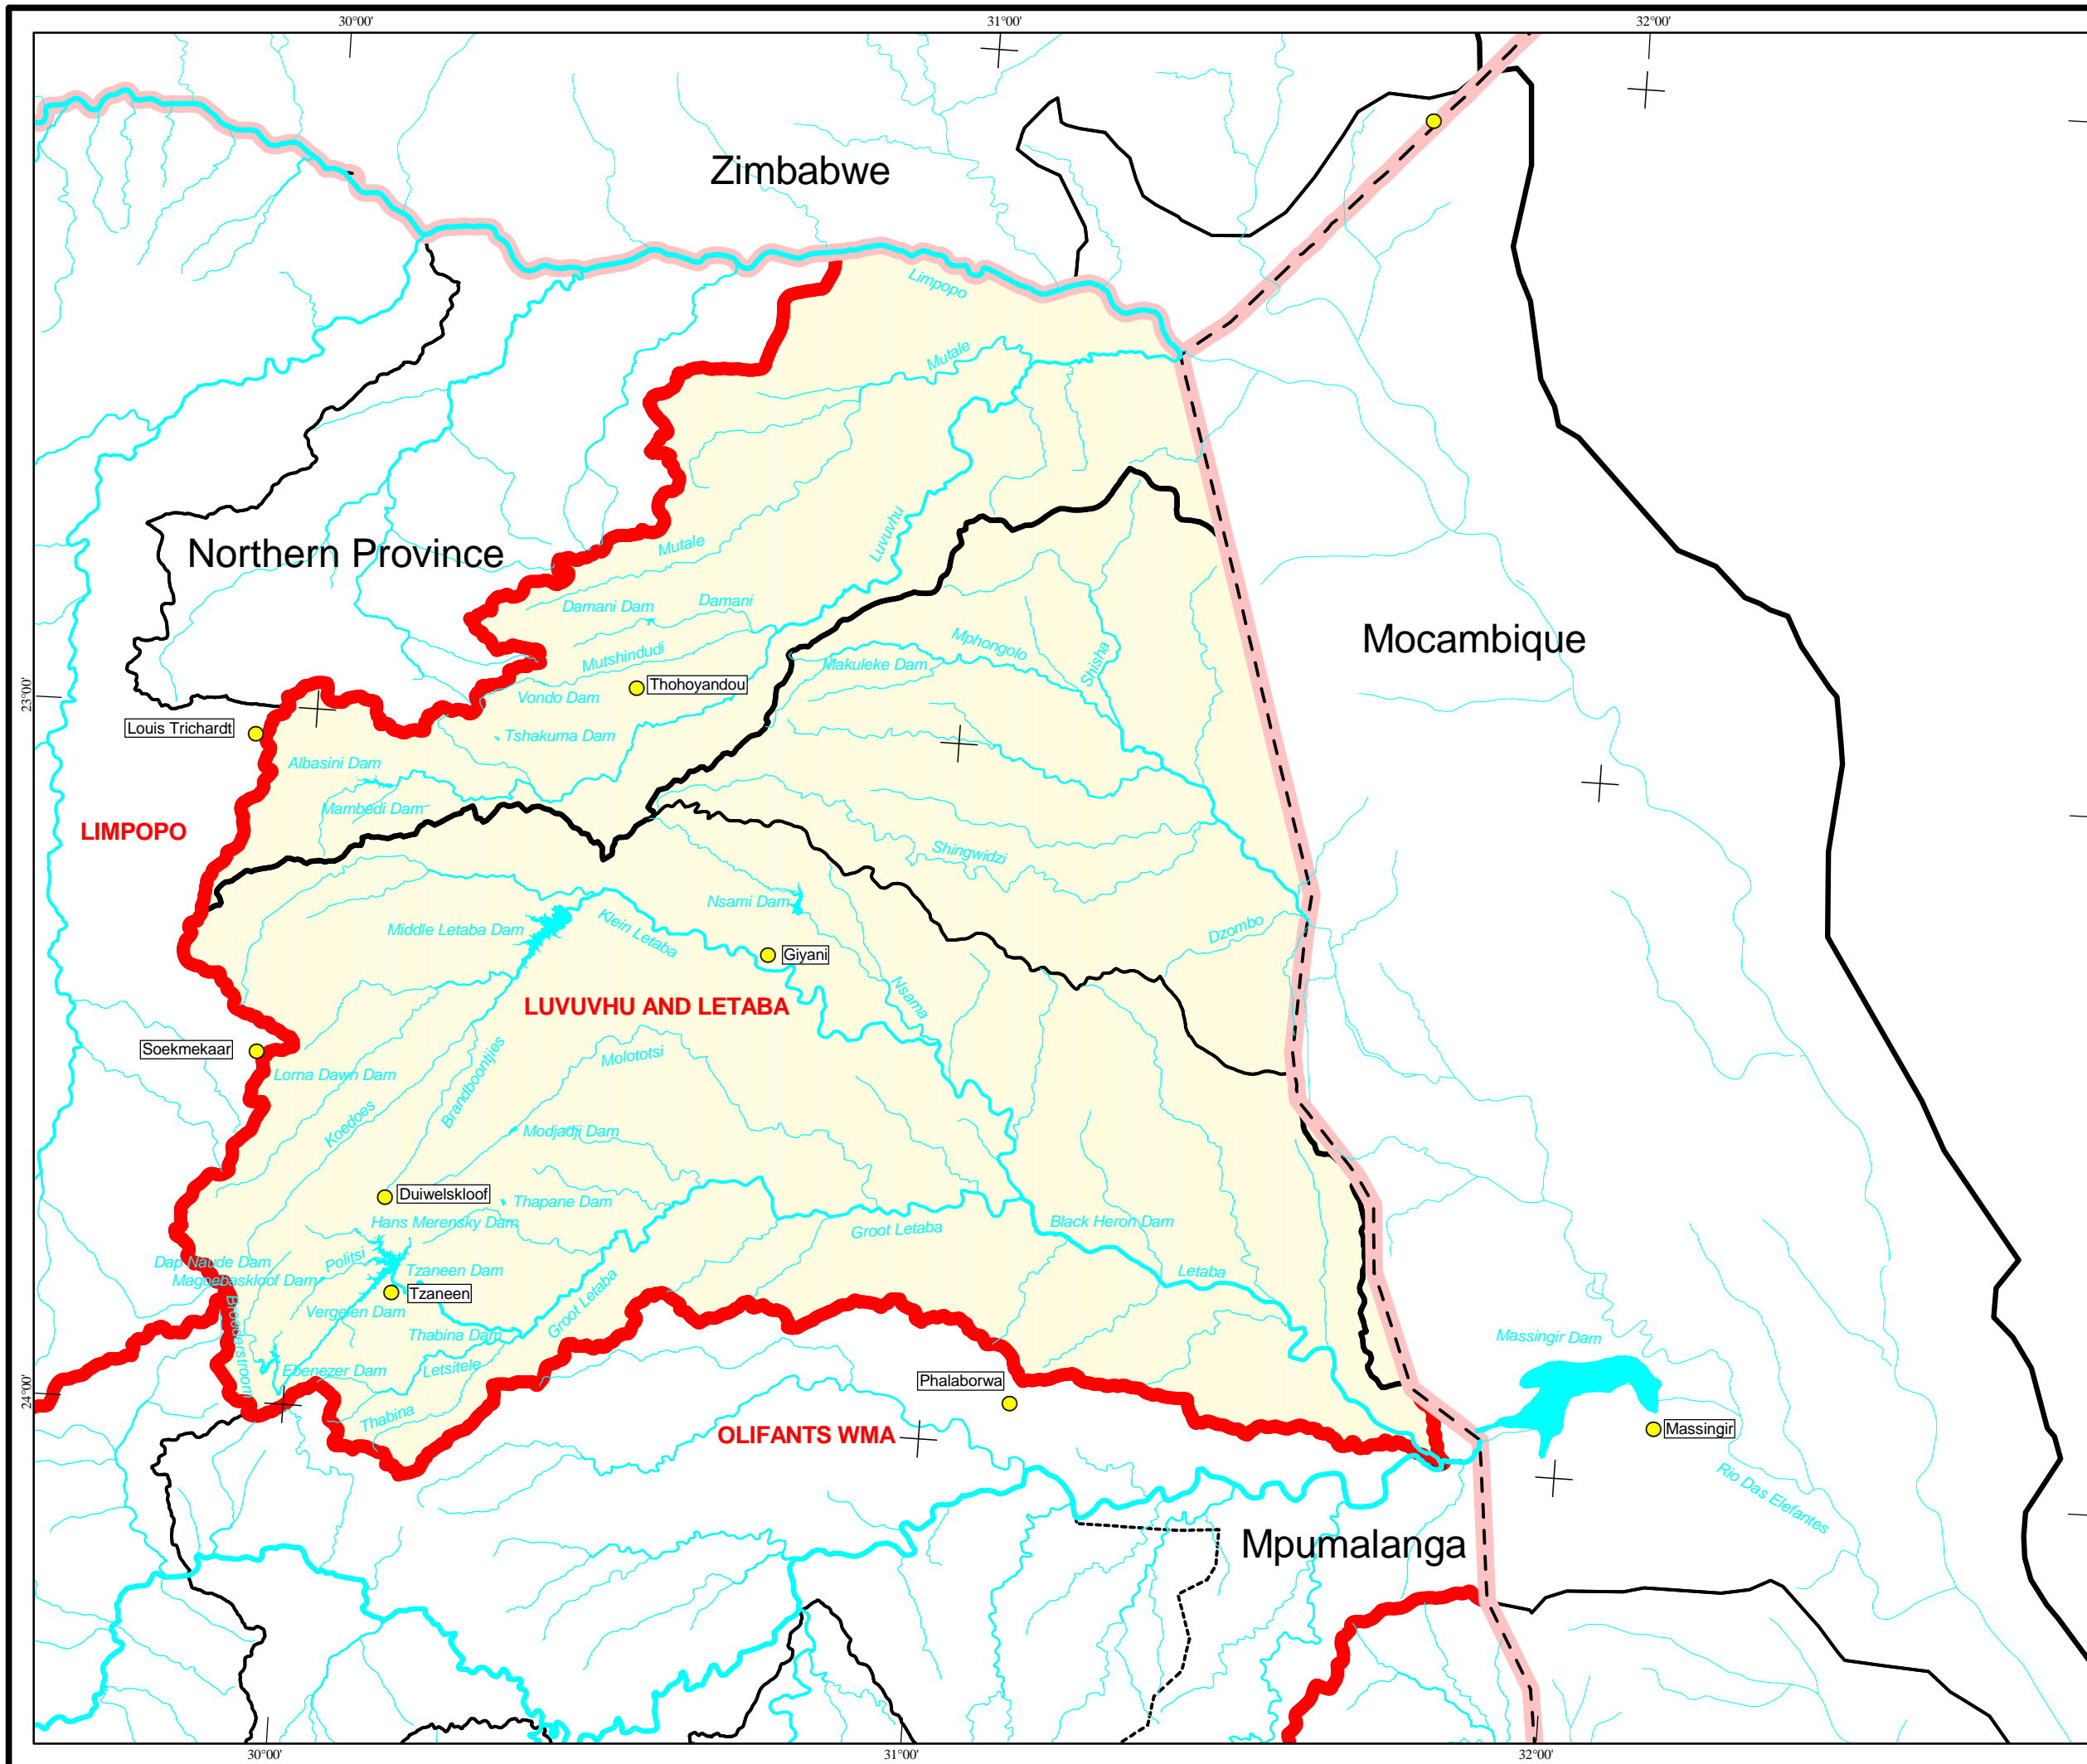 30°00'
31°00'
32°00'
Zimbabwe
Limpopo
Mutale
Luvuvhu
Northern Province
Mutale
Damani Dam
Damani
Mutshindudi
Mphongolo
Makuleke Dam
Shisha
Mocambique
23°00'
Thohoyandou
Vondo Dam
Louis Trichardt
Tshakuma Dam
Albasini Dam
Mambedi Dam
LIMPOPO
Shingwidzi
Nsami Dam
Middle Letaba Dam
Klein Letaba
Dzombo
Giyani
Nsama
LUVUVHU AND LETABA
Soekmekaar
Molototsi
Lorna Dawn Dam
Brandboontjies
Koedoes
Modjadji Dam
Duiwelskloof
Thapane Dam
Hans Merensky Dam
Black Heron Dam
Groot Letaba
Dap Naude Dam
Politsi
Magoebaskloof Dam
Tzaneen Dam
Letaba
Tzaneen
Groot Letaba
Vergelen Dam
Broederstroom
Thabina Dam
Massingir Dam
Ebenezer Dam
Letsitele
Phalaborwa
24°00'
Thabina
OLIFANTS WMA
Massingir
Rio Das Elefantes
Mpumalanga
30°00'
31°00'
32°00'